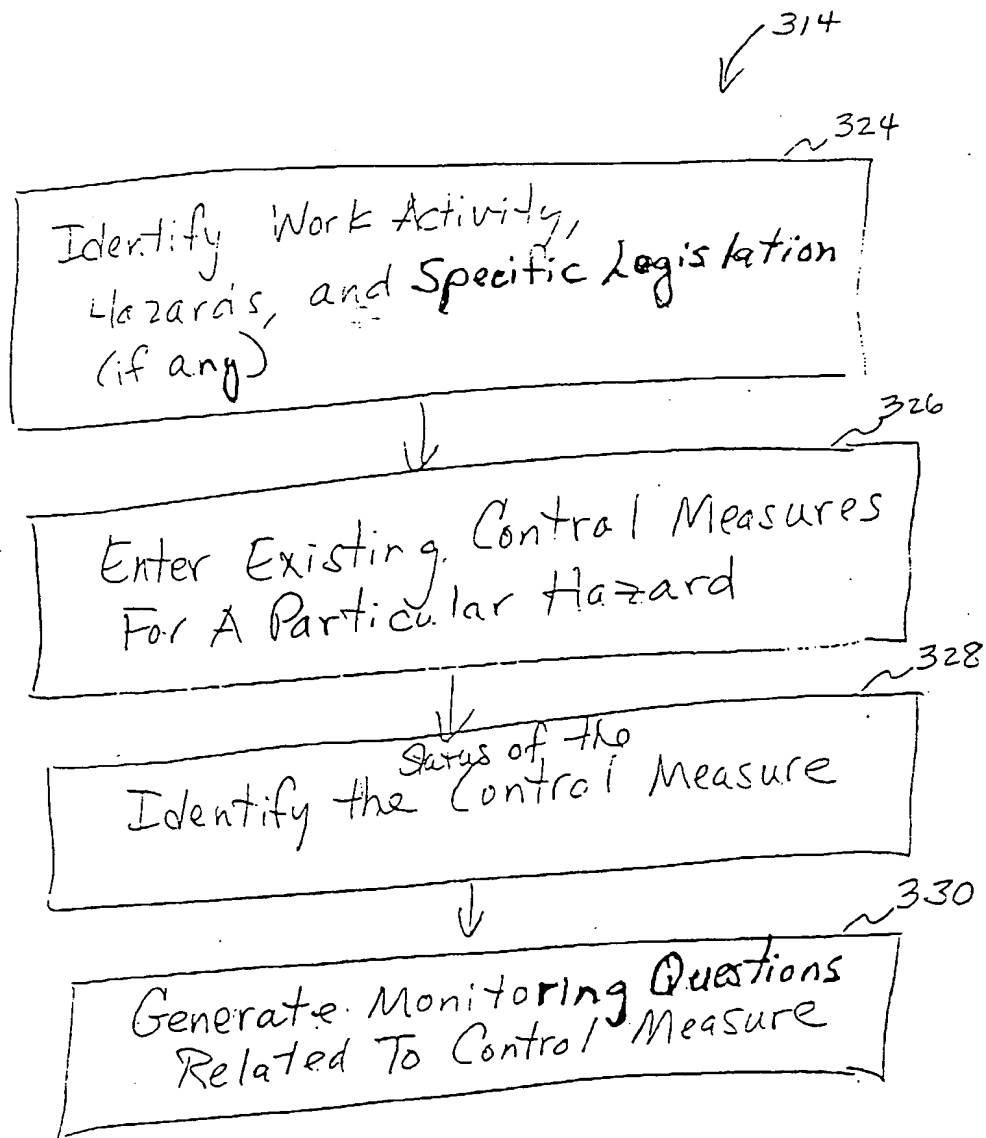 314
324
Identify Work Activity,
Hazards, and Specific Legislation
(if any)
326
Enter Existing Control Measures
For A Particular Hazard
328
Status of the
Identify the Control Measure
330
Generate Monitoring Questions
Related To Control Measure